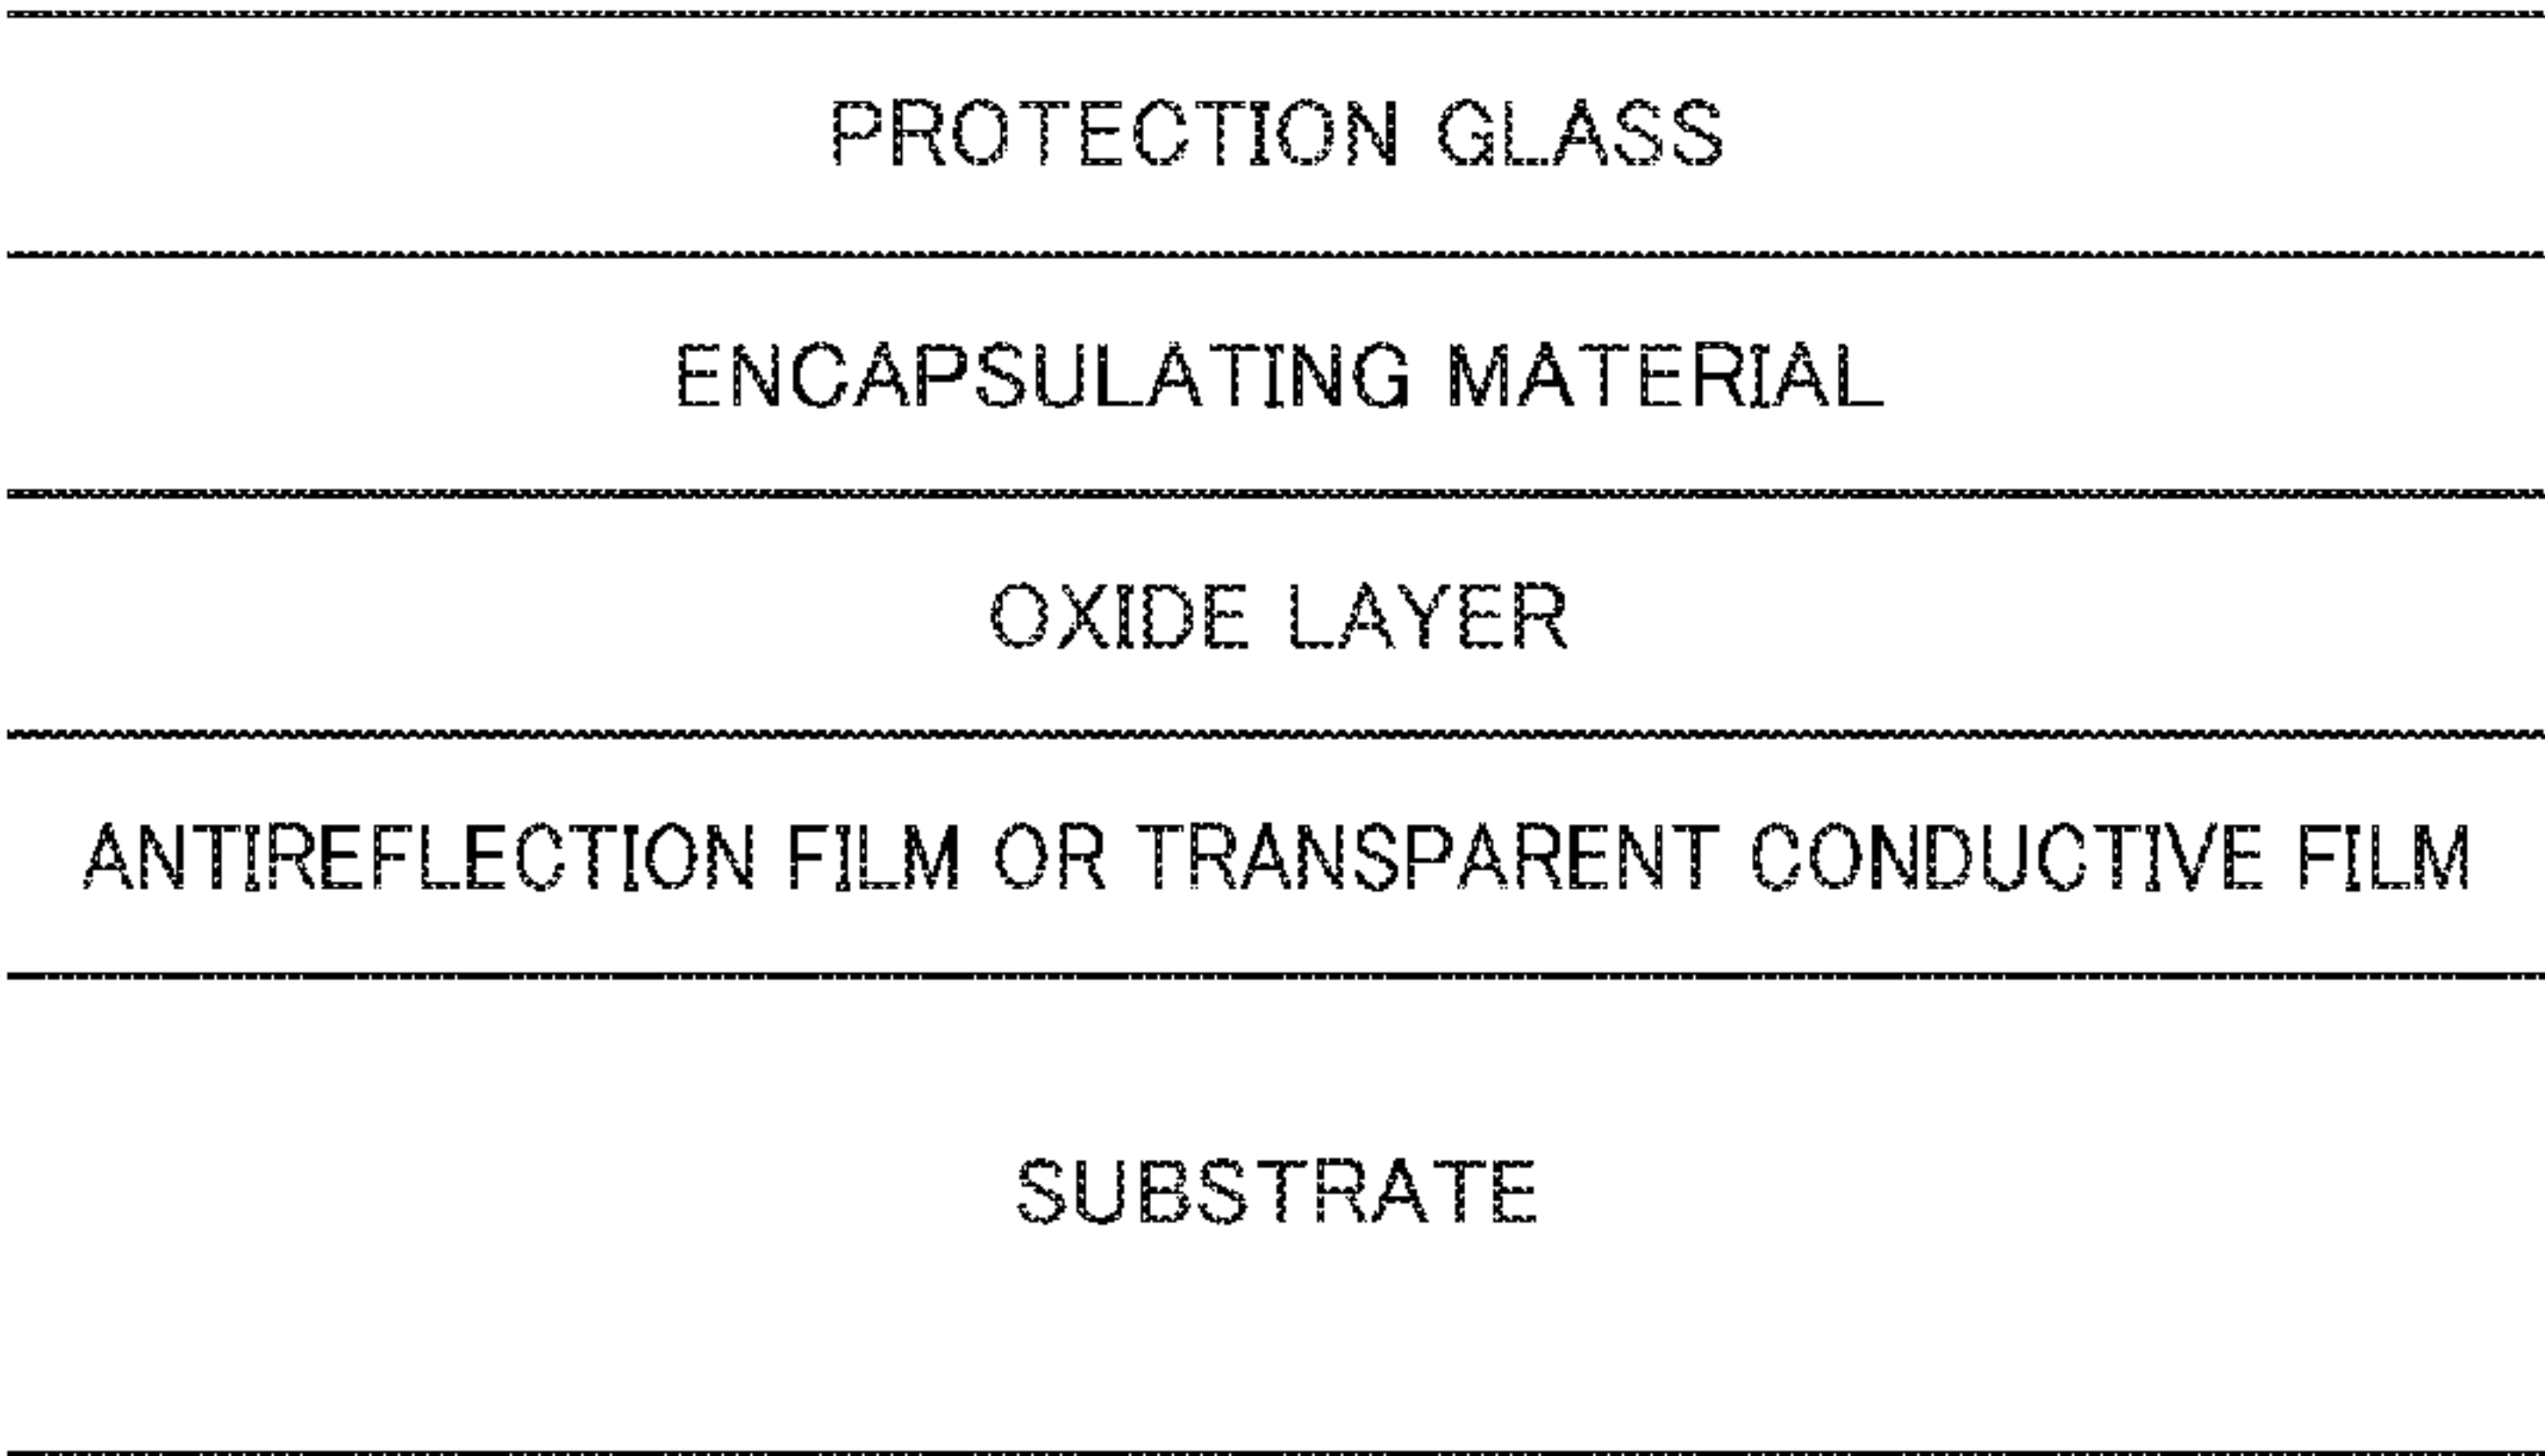 PROTECTION GLASS
ENCAPSULATING MATERIAL
OXIDE LAYER
ANTIREFLECTION FILM OR TRANSPARENT CONDUCTIVE FILM
SUBSTRATE